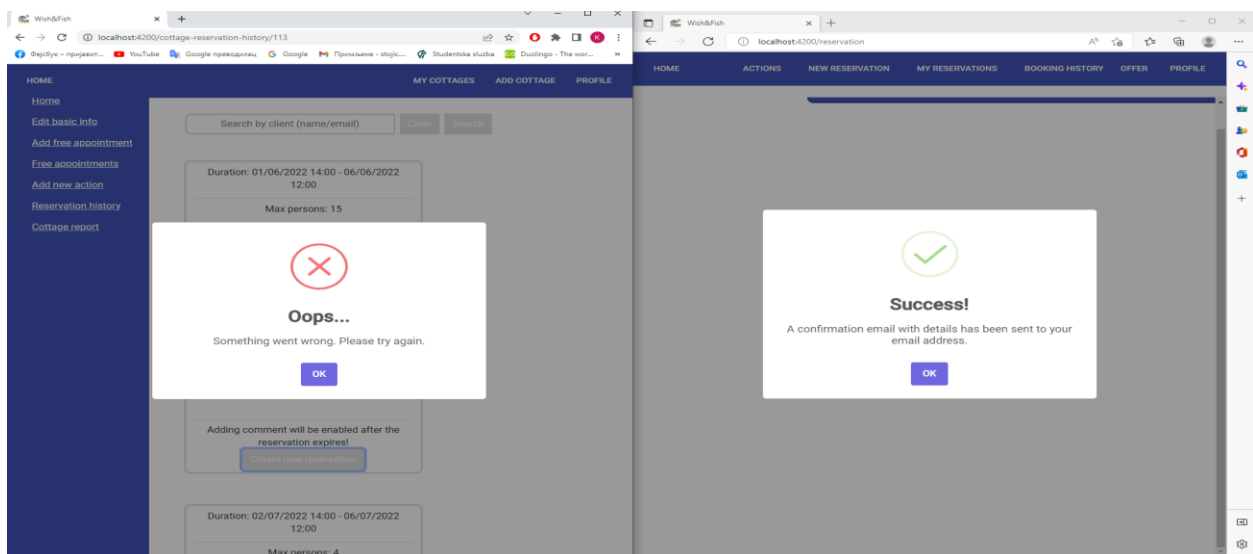 Wish&Fish
localhost:4200/cottage-reservation-history/113
Фејсбук – пријавит...
YouTube
Google преводилац
Google
Примљене - stojic...
Studentska sluzba
Duolingo - The wor...
HOME
MY COTTAGES
ADD COTTAGE
PROFILE
Home
Edit basic info
Add free appointment
Free appointments
Add new action
Reservation history
Cottage report
Search by client (name/email)
Clear
Search
Duration: 01/06/2022 14:00 - 06/06/2022
12:00
Max persons: 15
Oops...
Something went wrong. Please try again.
OK
Adding comment will be enabled after the
reservation expires!
Create new reservation
Duration: 02/07/2022 14:00 - 06/07/2022
12:00
Max persons: 4
Wish&Fish
localhost:4200/reservation
HOME
ACTIONS
NEW RESERVATION
MY RESERVATIONS
BOOKING HISTORY
OFFER
PROFILE
Success!
A confirmation email with details has been sent to your
email address.
OK